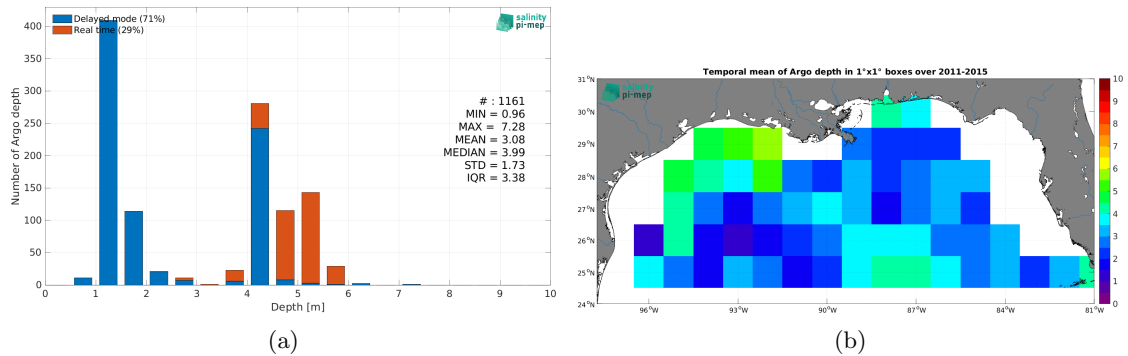 Delayed mode (71%)
Real time (29%)
salinity
pi-mep
400
350
300
250
200
150
100
50
0
Number of Argo depth
# : 1161
MIN = 0.96
MAX = 7.28
MEAN = 3.08
MEDIAN = 3.99
STD = 1.73
IQR = 3.38
0 1 2 3 4 5 6 7 8 9 10
Depth [m]
(a)
Temporal mean of Argo depth in 1°x1° boxes over 2011-2015
salinity
pi-mep
31°N
30°N
29°N
28°N
27°N
26°N
25°N
24°N
96°W 93°W 90°W 87°W 84°W 81°W
10
9
8
7
6
5
4
3
2
1
0
(b)